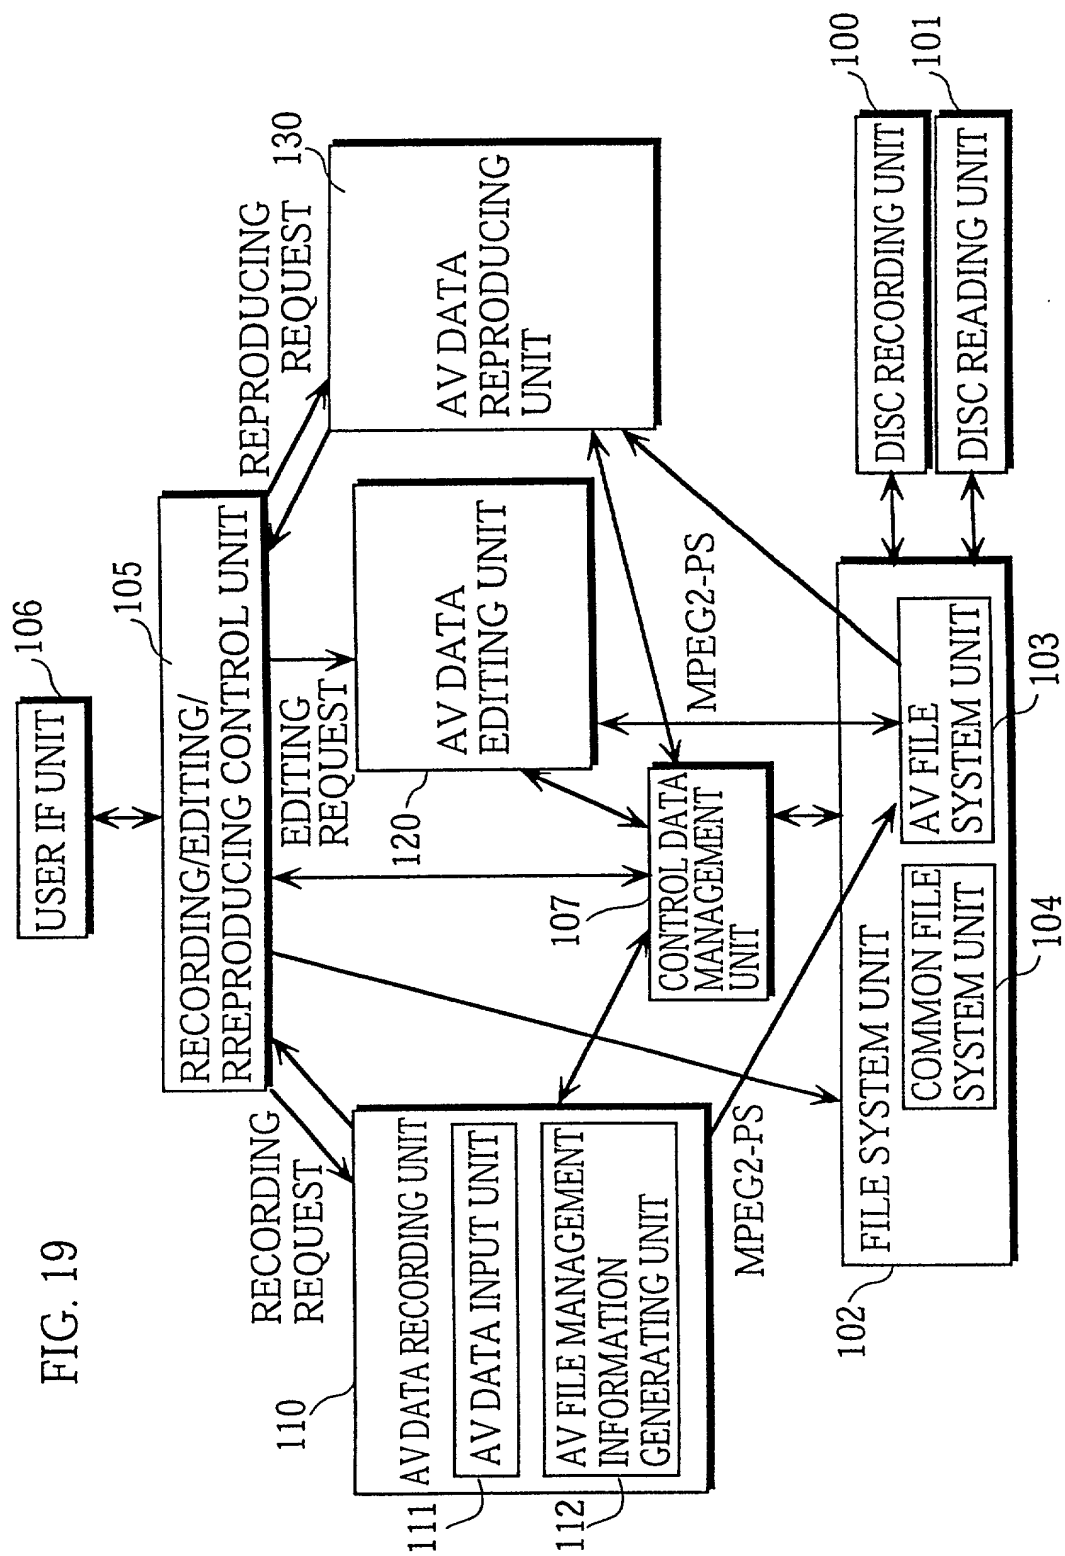 FIG. 19
USER IF UNIT
106
105
RECORDING/EDITING/
RREPRODUCING CONTROL UNIT
RECORDING
REQUEST
EDITING
REQUEST
REPRODUCING
REQUEST
110
AV DATA RECORDING UNIT
111
AV DATA INPUT UNIT
112
AV FILE MANAGEMENT
INFORMATION
GENERATING UNIT
120
AV DATA
EDITING UNIT
130
AV DATA
REPRODUCING
UNIT
107
CONTROL DATA
MANAGEMENT
UNIT
MPEG2-PS
MPEG2-PS
102
FILE SYSTEM UNIT
COMMON FILE
SYSTEM UNIT
104
AV FILE
SYSTEM UNIT
103
DISC RECORDING UNIT
100
DISC READING UNIT
101